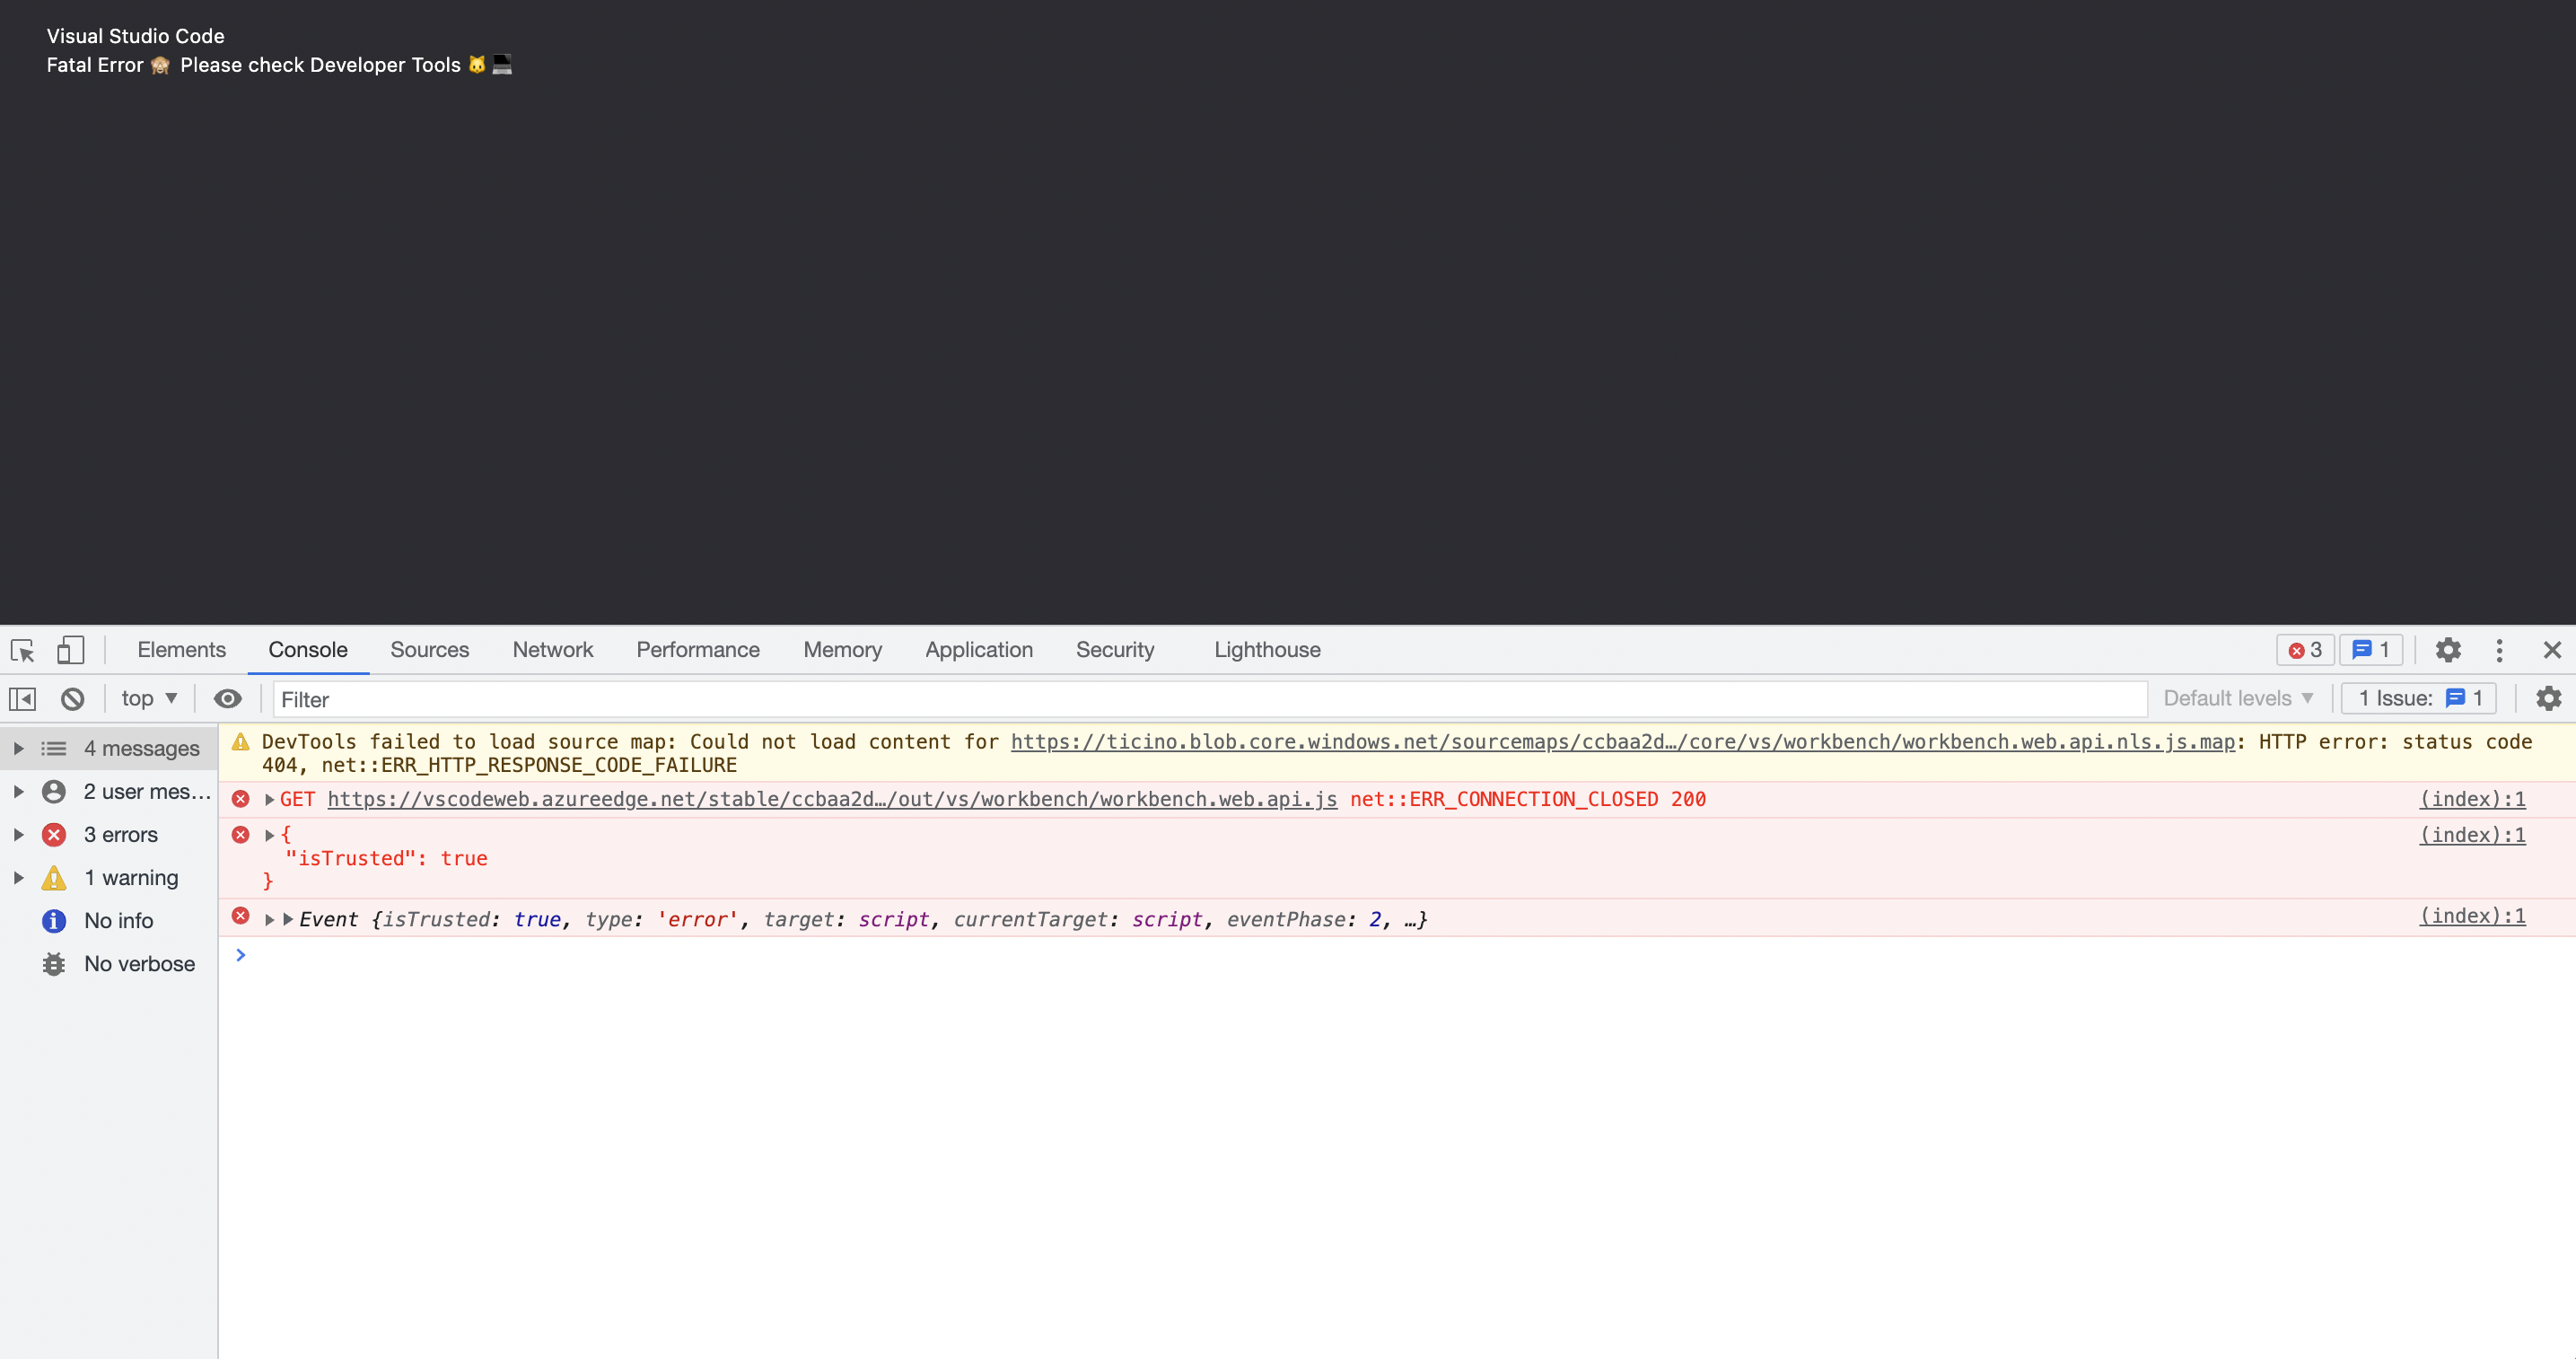 Visual Studio Code
Fatal Error 🙈 Please check Developer Tools 🐱💻
Elements Console Sources Network Performance Memory Application Security Lighthouse 3 1
top ▼ Filter Default levels ▼ 1 Issue: 1
4 messages
2 user mes…
3 errors
1 warning
No info
No verbose
DevTools failed to load source map: Could not load content for https://ticino.blob.core.windows.net/sourcemaps/ccbaa2d…/core/vs/workbench/workbench.web.api.nls.js.map: HTTP error: status code
404, net::ERR_HTTP_RESPONSE_CODE_FAILURE
▶GET https://vscodeweb.azureedge.net/stable/ccbaa2d…/out/vs/workbench/workbench.web.api.js net::ERR_CONNECTION_CLOSED 200 (index):1
▶{ (index):1
"isTrusted": true
}
▶ ▶Event {isTrusted: true, type: 'error', target: script, currentTarget: script, eventPhase: 2, …} (index):1
>